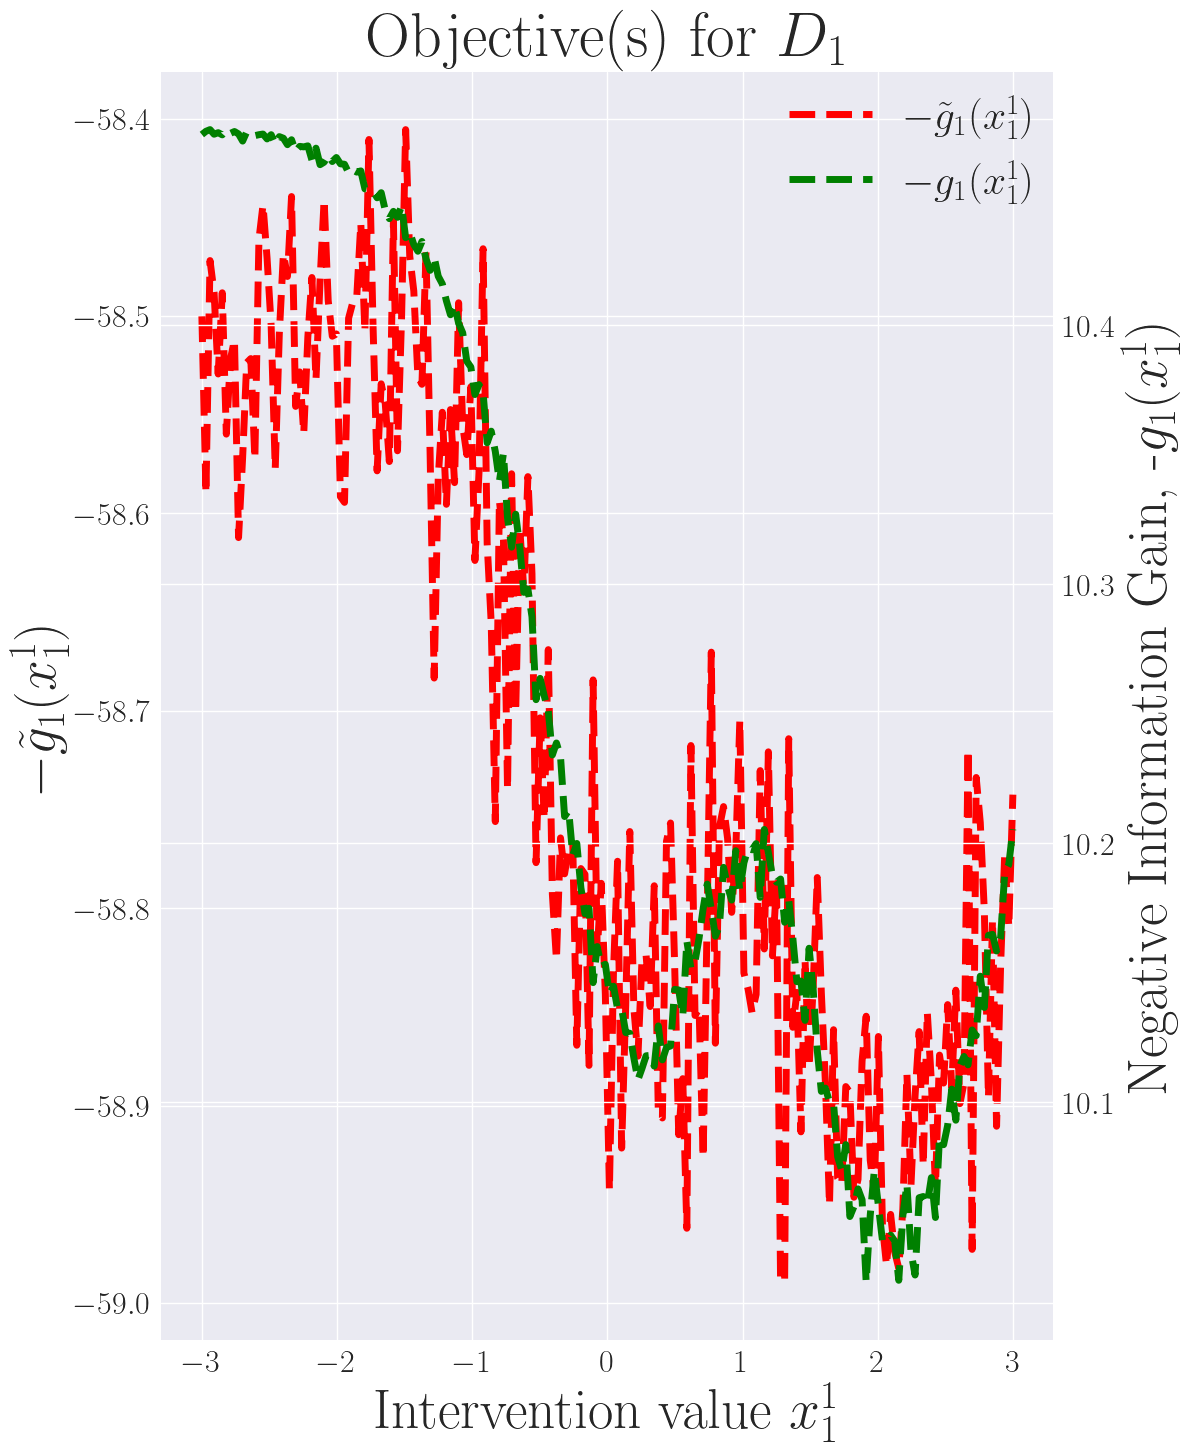 Objective(s) for D₁
−g̃₁(x₁¹)
−g₁(x₁¹)
−58.4
−58.5
−58.6
−58.7
−58.8
−58.9
−59.0
−g̃₁(x₁¹)
10.4
10.3
10.2
10.1
Negative Information Gain, -g₁(x₁¹)
−3 −2 −1 0 1 2 3
Intervention value x₁¹